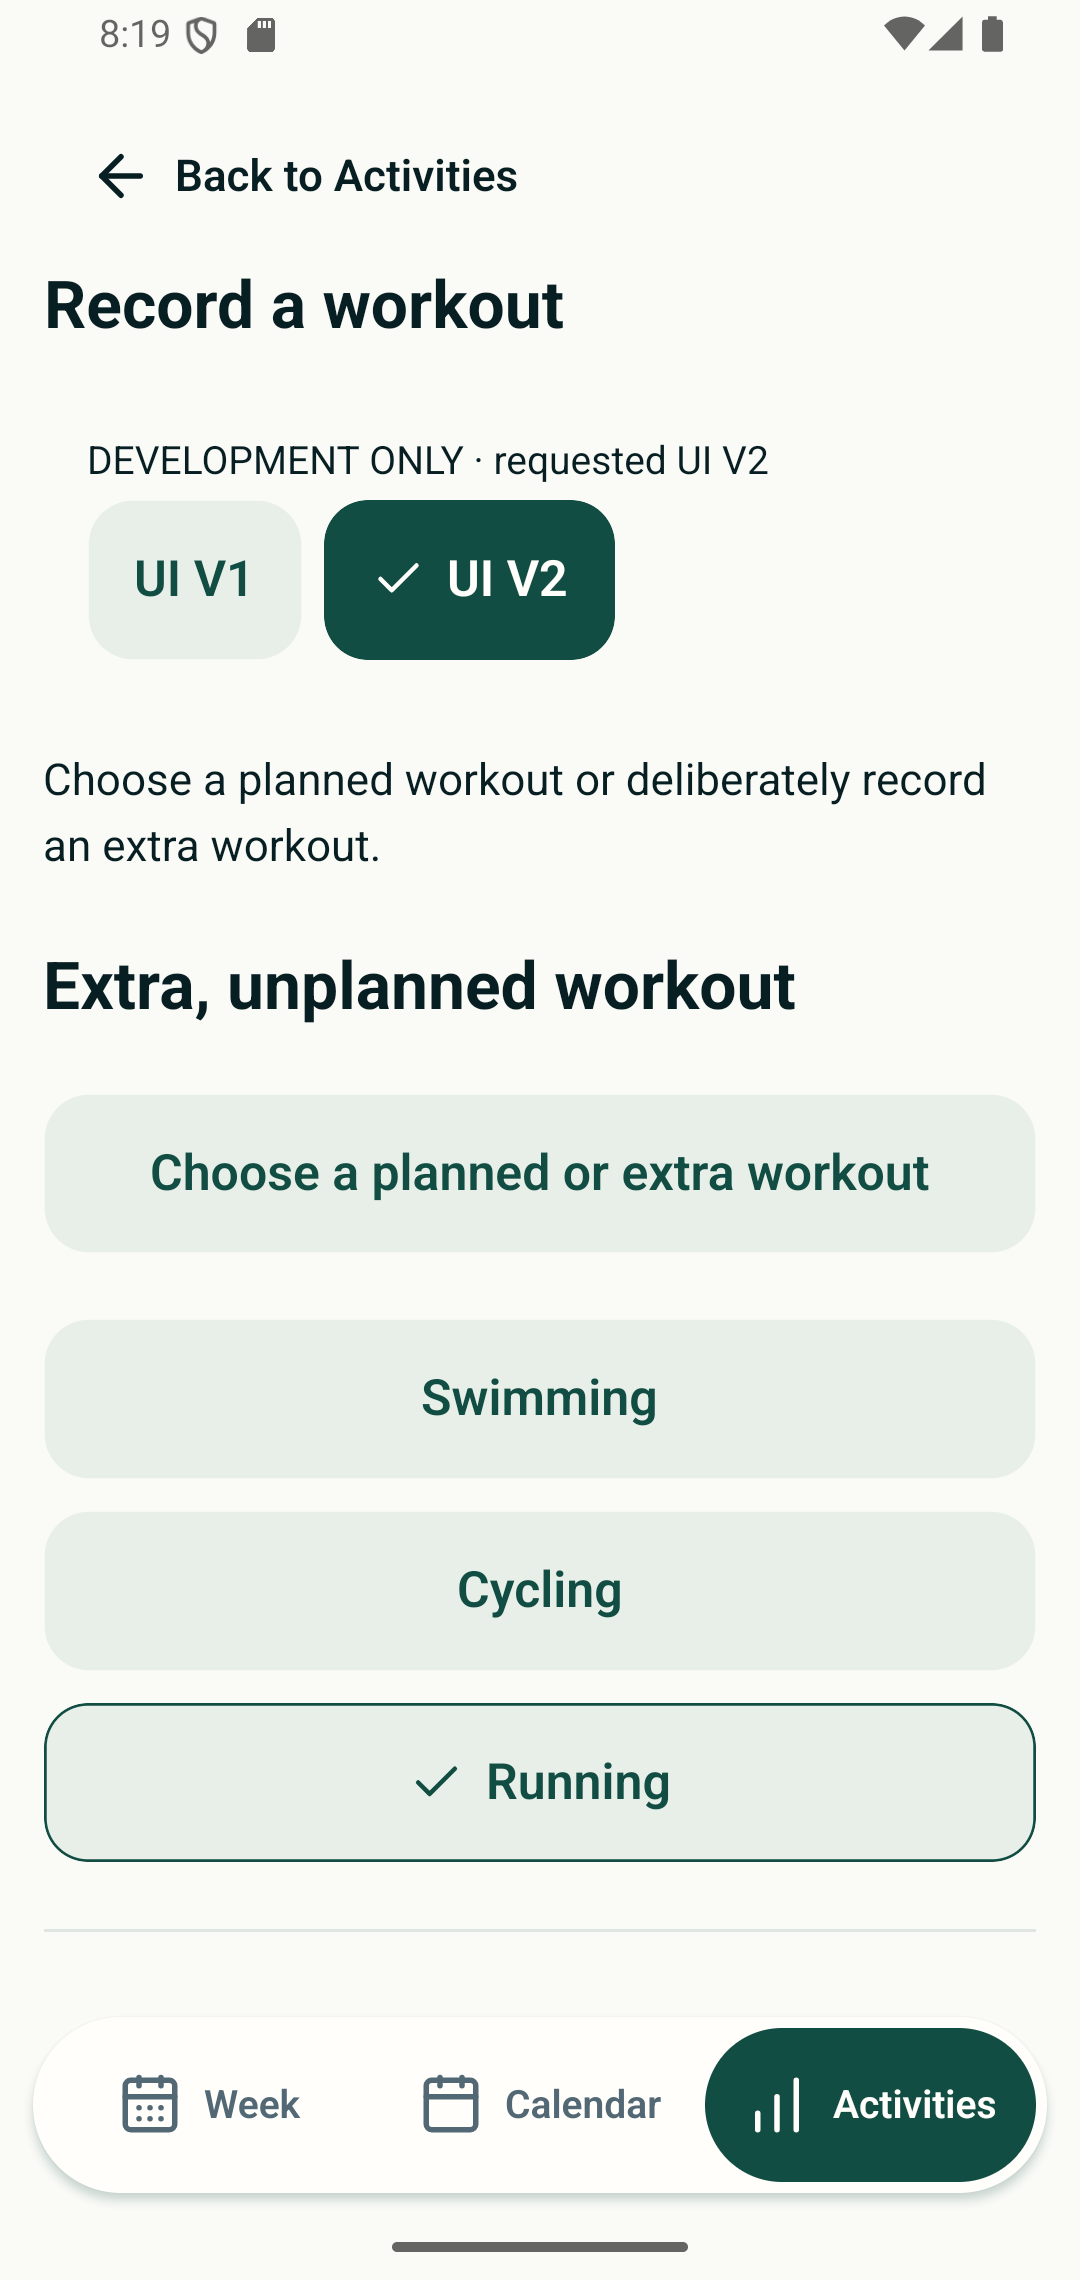 8:19
Back to Activities
Record a workout
DEVELOPMENT ONLY · requested UI V2
UI V1
UI V2
Choose a planned workout or deliberately record
an extra workout.
Extra, unplanned workout
Choose a planned or extra workout
Swimming
Cycling
Running
Week
Calendar
Activities